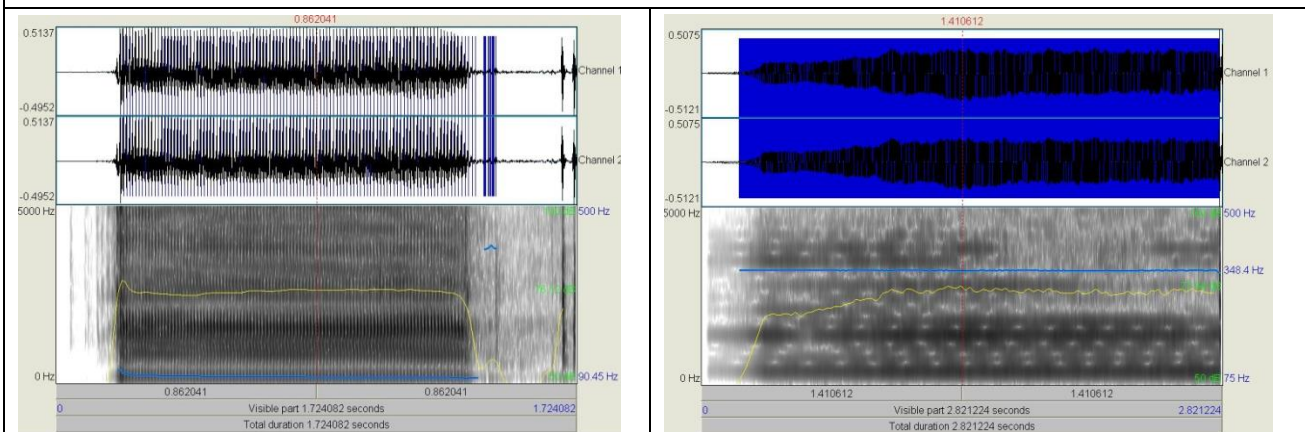 0.862041
0.5137
Channel 1
-0.4952
0.5137
Channel 2
-0.4952
5000 Hz
500 Hz
0 Hz
90.45 Hz
0.862041
0.862041
0
Visible part 1.724082 seconds
1.724082
Total duration 1.724082 seconds
1.410612
0.5075
Channel 1
-0.5121
0.5075
Channel 2
-0.5121
5000 Hz
500 Hz
348.4 Hz
0 Hz
50 dB
75 Hz
1.410612
1.410612
0
Visible part 2.821224 seconds
2.821224
Total duration 2.821224 seconds